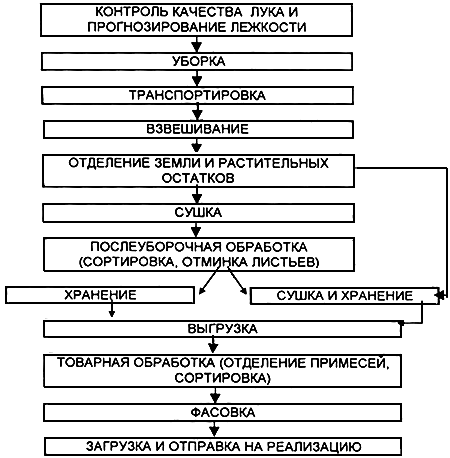 КОНТРОЛЬ КАЧЕСТВА ЛУКА И
ПРОГНОЗИРОВАНИЕ ЛЕЖКОСТИ
УБОРКА
ТРАНСПОРТИРОВКА
ВЗВЕШИВАНИЕ
ОТДЕЛЕНИЕ ЗЕМЛИ И РАСТИТЕЛЬНЫХ
ОСТАТКОВ
СУШКА
ПОСЛЕУБОРОЧНАЯ ОБРАБОТКА
(СОРТИРОВКА, ОТМИНКА ЛИСТЬЕВ)
ХРАНЕНИЕ
СУШКА И ХРАНЕНИЕ
ВЫГРУЗКА
ТОВАРНАЯ ОБРАБОТКА (ОТДЕЛЕНИЕ ПРИМЕСЕЙ,
СОРТИРОВКА)
ФАСОВКА
ЗАГРУЗКА И ОТПРАВКА НА РЕАЛИЗАЦИЮ